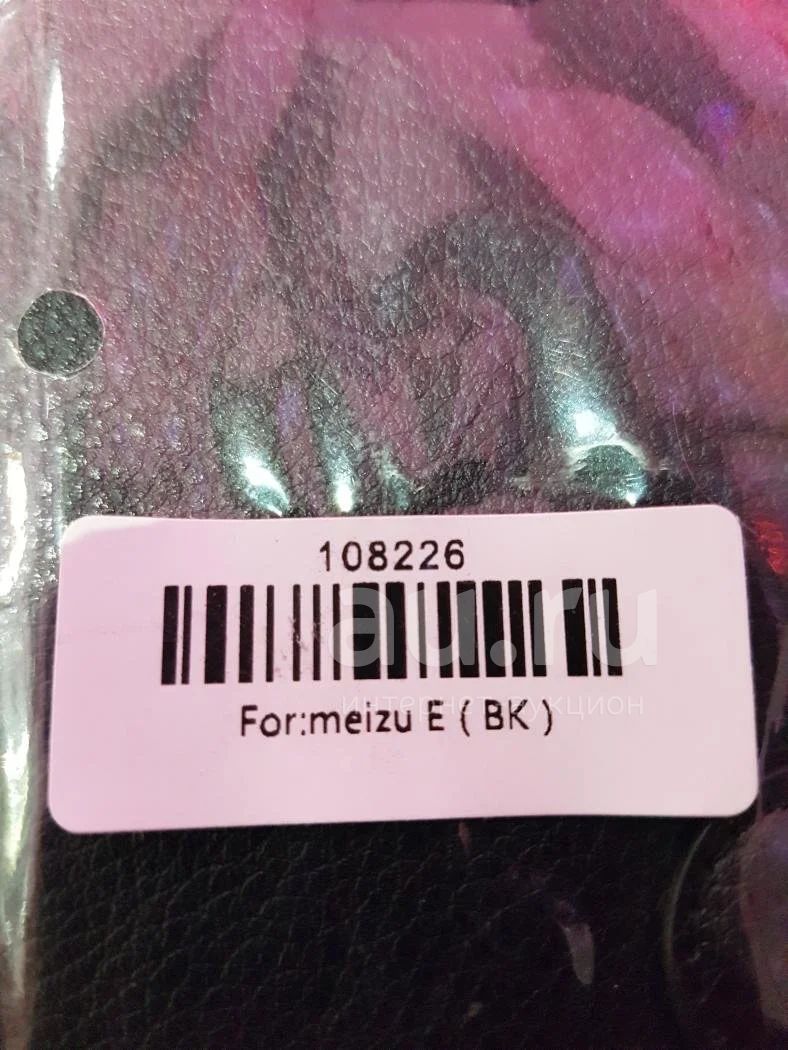 108226
au.ru
интернет аукцион
For:meizu E ( BK )